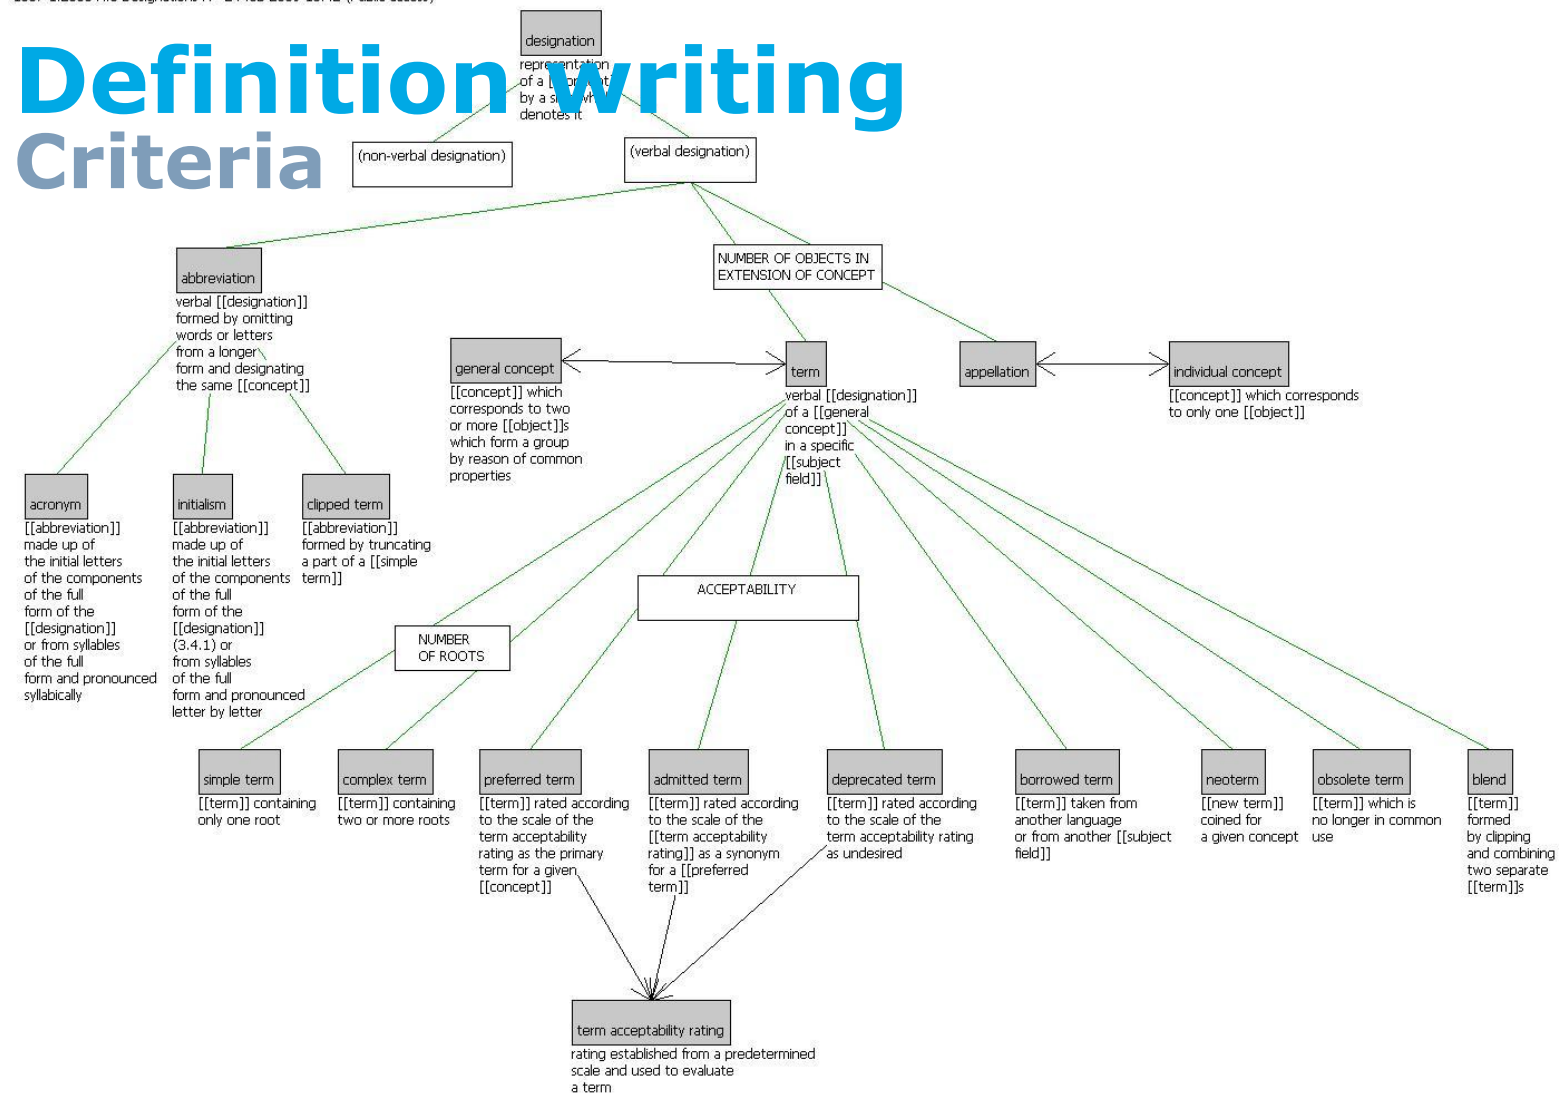 Definition writing
Criteria
designation
representation
of a [[concept]]
by a sign which
denotes it
(non-verbal designation)
(verbal designation)
NUMBER OF OBJECTS IN
EXTENSION OF CONCEPT
abbreviation
verbal [[designation]]
formed by omitting
words or letters
from a longer
form and designating
the same [[concept]]
general concept
[[concept]] which
corresponds to two
or more [[object]]s
which form a group
by reason of common
properties
term
verbal [[designation]]
of a [[general
concept]]
in a specific
[[subject
field]]
appellation
individual concept
[[concept]] which corresponds
to only one [[object]]
acronym
[[abbreviation]]
made up of
the initial letters
of the components
of the full
form of the
[[designation]]
or from syllables
of the full
form and pronounced
syllabically
initialism
[[abbreviation]]
made up of
the initial letters
of the components
of the full
form of the
[[designation]]
(3.4.1) or
from syllables
of the full
form and pronounced
letter by letter
clipped term
[[abbreviation]]
formed by truncating
a part of a [[simple
term]]
ACCEPTABILITY
NUMBER
OF ROOTS
simple term
[[term]] containing
only one root
complex term
[[term]] containing
two or more roots
preferred term
[[term]] rated according
to the scale of the
term acceptability
rating as the primary
term for a given
[[concept]]
admitted term
[[term]] rated according
to the scale of the
[[term acceptability
rating]] as a synonym
for a [[preferred
term]]
deprecated term
[[term]] rated according
to the scale of the
term acceptability rating
as undesired
borrowed term
[[term]] taken from
another language
or from another [[subject
field]]
neoterm
[[new term]]
coined for
a given concept
obsolete term
[[term]] which is
no longer in common
use
blend
[[term]]
formed
by clipping
and combining
two separate
[[term]]s
term acceptability rating
rating established from a predetermined
scale and used to evaluate
a term